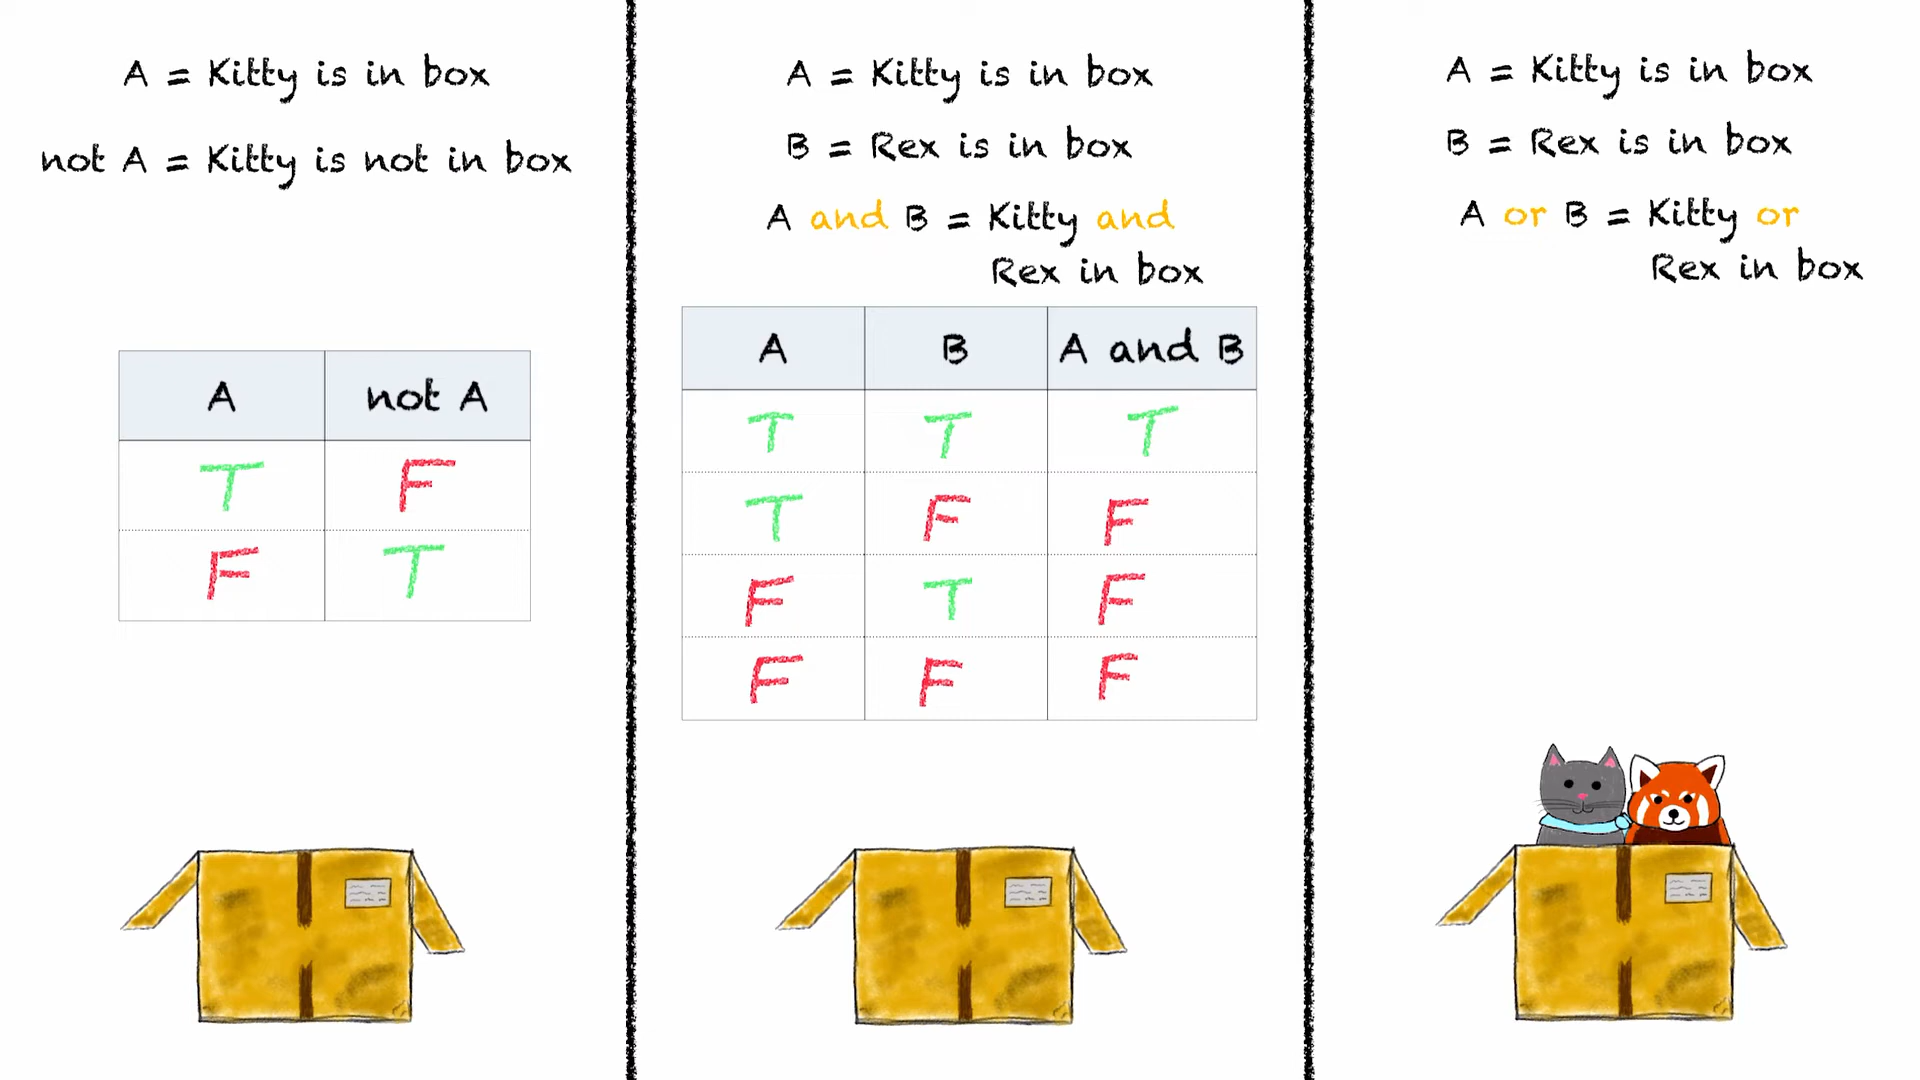 A = Kitty is in box
not A = Kitty is not in box
A not A
T F
F T
A = Kitty is in box
B = Rex is in box
A and B = Kitty and
Rex in box
A B A and B
T T T
T F F
F T F
F F F
A = Kitty is in box
B = Rex is in box
A or B = Kitty or
Rex in box